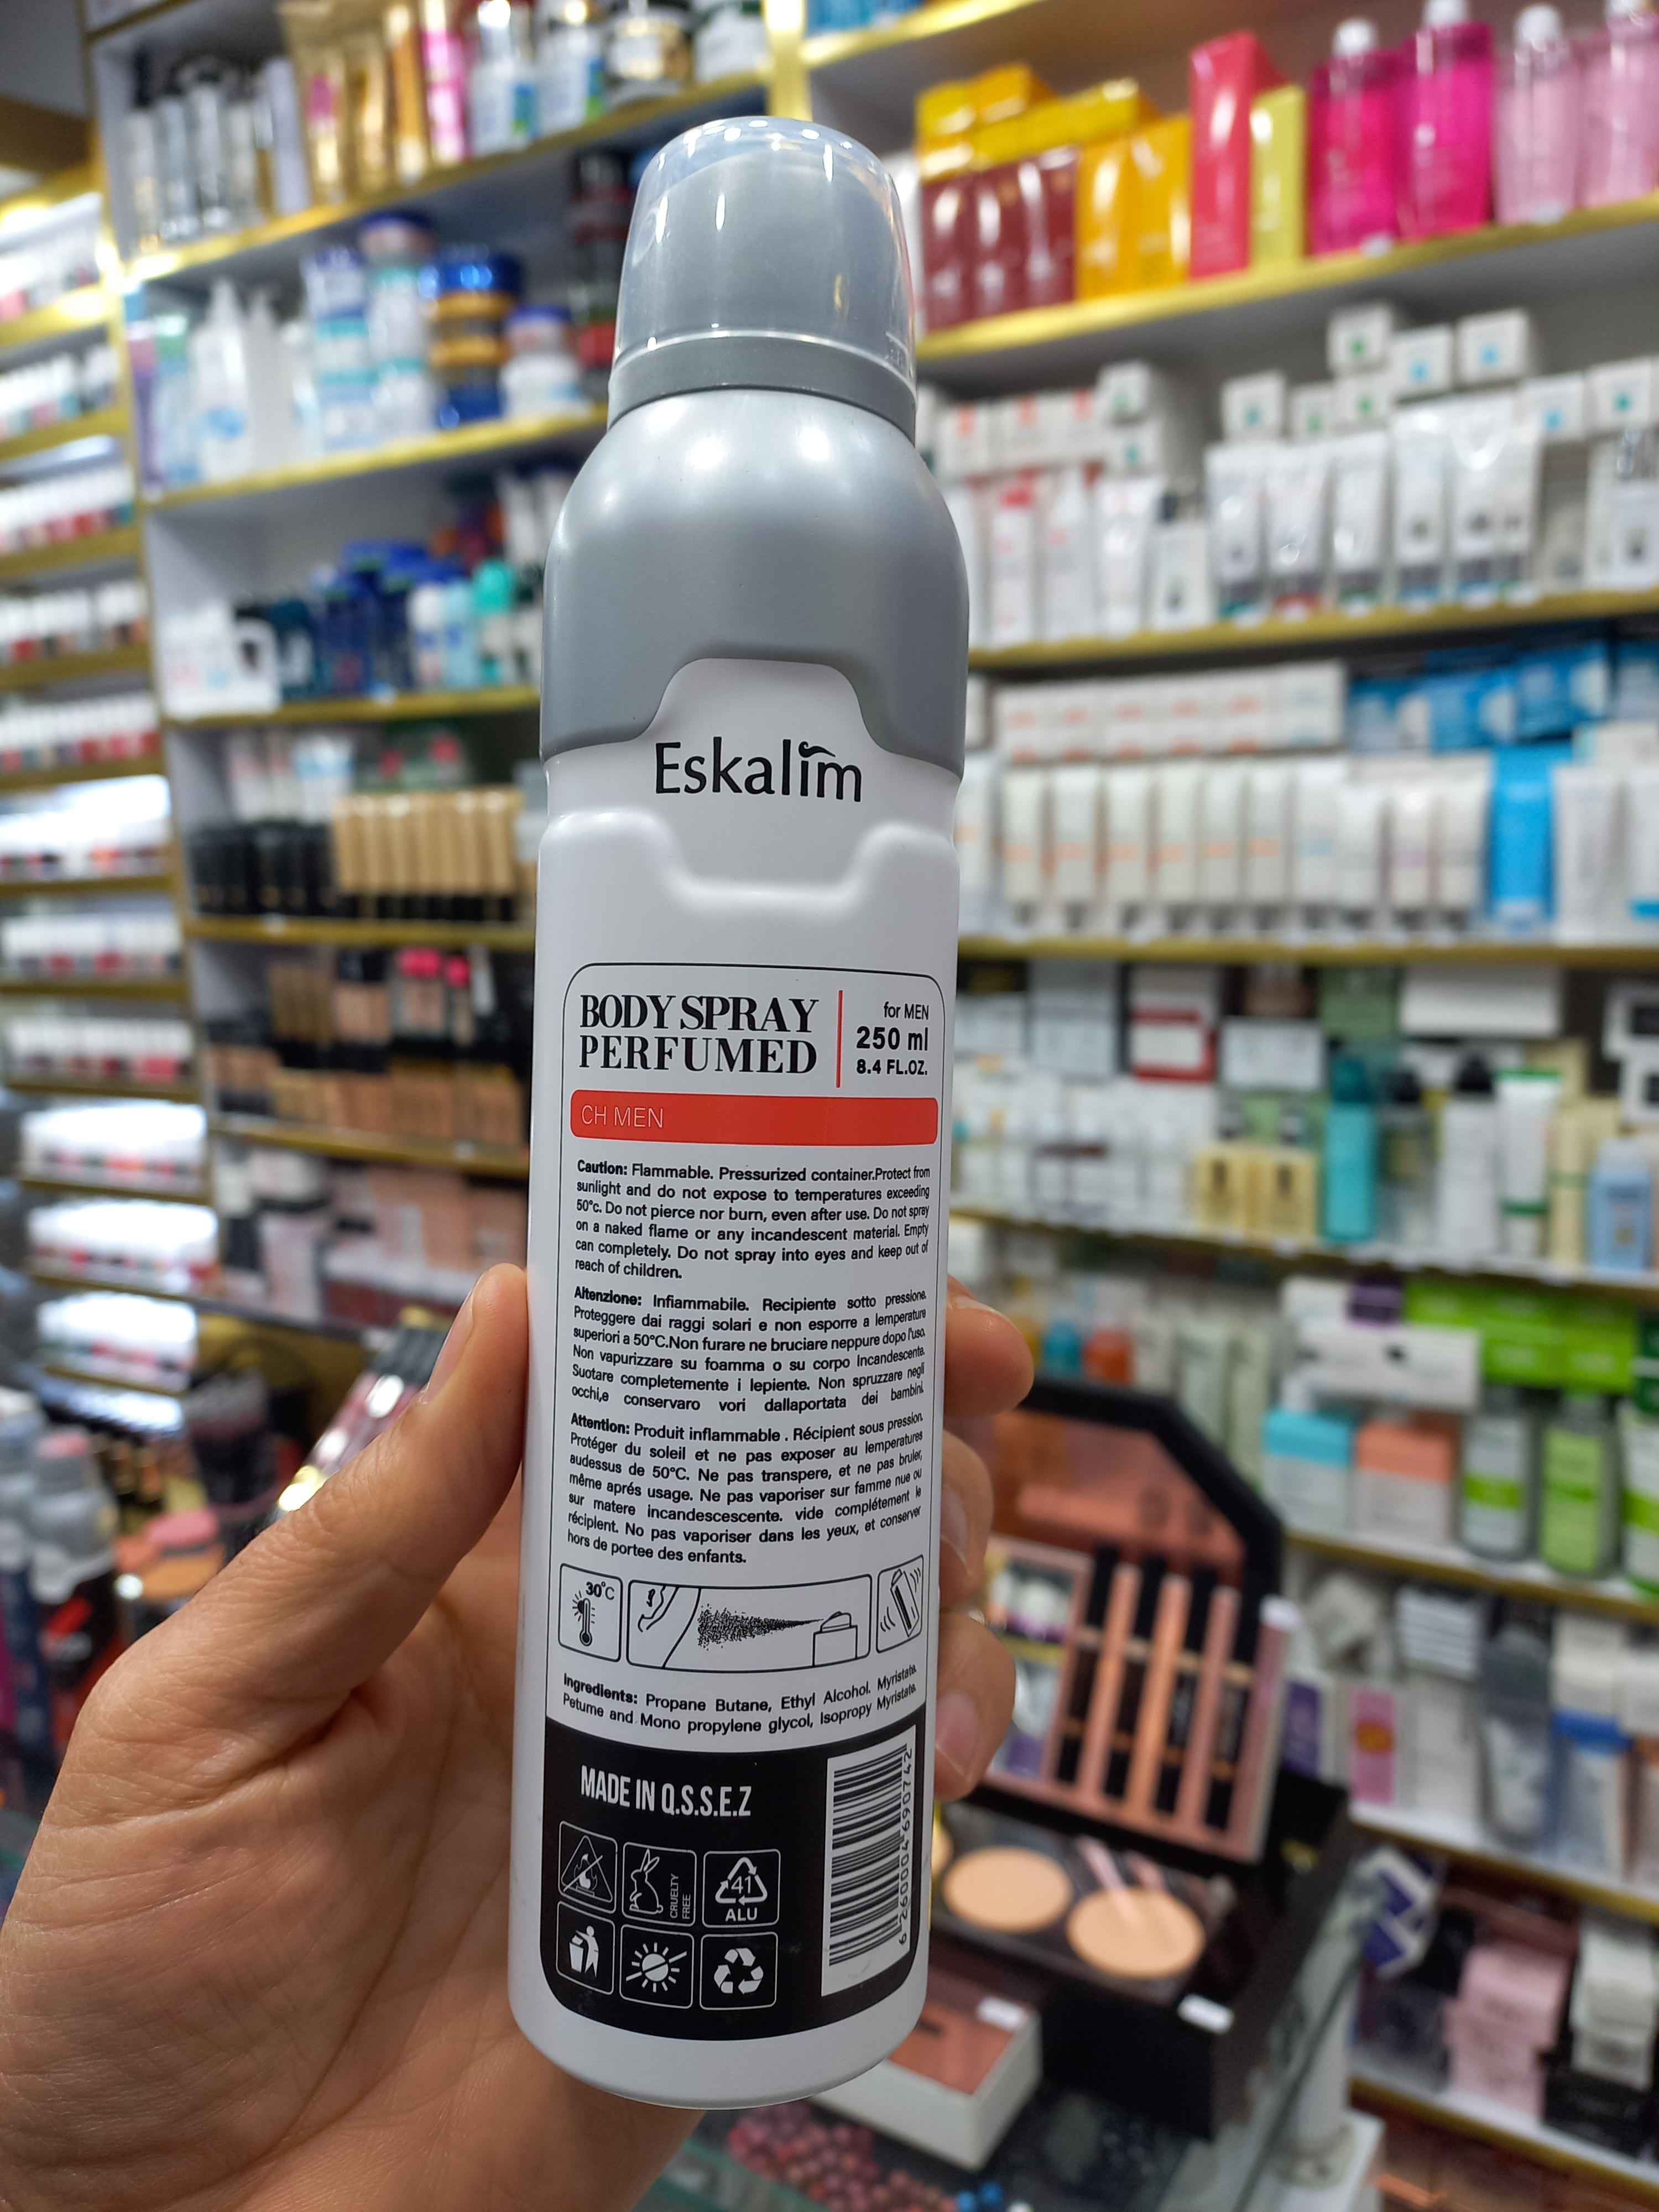 Eskalim
BODY SPRAY
PERFUMED
for MEN
250 ml
8.4 FL.OZ.
CH MEN
Caution: Flammable. Pressurized container.Protect from
sunlight and do not expose to temperatures exceeding
50°c. Do not pierce nor burn, even after use. Do not spray
on a naked flame or any incandescent material. Empty
can completely. Do not spray into eyes and keep out of
reach of children.
Altenzione: Infiammabile. Recipiente sotto pressione.
Proteggere dai raggi solari e non esporre a lemperature
superiori a 50°C.Non furare ne bruciare neppure dopo l'uso.
Non vapurizzare su foamma o su corpo Incandescente.
Suotare completemente i lepiente. Non spruzzare negli
occhi,e conservaro vori dallaportata dei bambini.
Attention: Produit inflammable . Récipient sous pression.
Protéger du soleil et ne pas exposer au lemperatures
audessus de 50°C. Ne pas transpere, et ne pas bruler,
même aprés usage. Ne pas vaporiser sur famme nue ou
sur matere incandescescente. vide complétement le
récipient. No pas vaporiser dans les yeux, et conserver
hors de portee des enfants.
30°C
Ingredients: Propane Butane, Ethyl Alcohol. Myristate.
Petume and Mono propylene glycol, Isopropy Myristate.
MADE IN Q.S.S.E.Z
CRUELTY
FREE
41
ALU
6 260004 690742